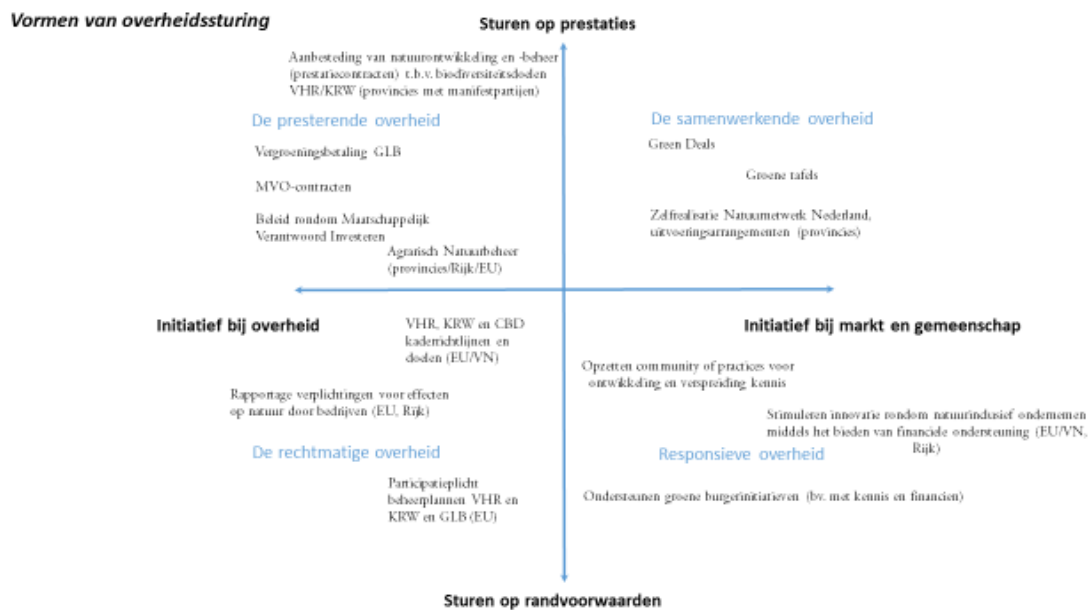 Vormen van overheidssturing
Sturen op prestaties
Aanbesteding van natuurontwikkeling en -beheer
(prestatiecontracten) t.b.v. biodiversiteitsdoelen
VHR/KRW (provincies met manifestpartijen)
De presterende overheid
Vergroeningsbetaling GLB
MVO-contracten
Beleid rondom Maatschappelijk
Verantwoord Investeren
Agrarisch Natuurbeheer
(provincies/Rijk/EU)
De samenwerkende overheid
Green Deals
Groene tafels
Zelfrealisatie Natuurnetwerk Nederland,
uitvoeringsarrangementen (provincies)
Initiatief bij overheid
Initiatief bij markt en gemeenschap
VHR, KRW en CBD
kaderrichtlijnen en
doelen (EU/VN)
Rapportage verplichtingen voor effecten
op natuur door bedrijven (EU, Rijk)
De rechtmatige overheid
Participatieplicht
beheerplannen VHR en
KRW en GLB (EU)
Opzetten community of practices voor
ontwikkeling en verspreiding kennis
Stimuleren innovatie rondom natuurinclusief ondernemen
middels het bieden van financiele ondersteuning (EU/VN,
Rijk)
Responsieve overheid
Ondersteunen groene burgerinitiatieven (bv. met kennis en financien)
Sturen op randvoorwaarden